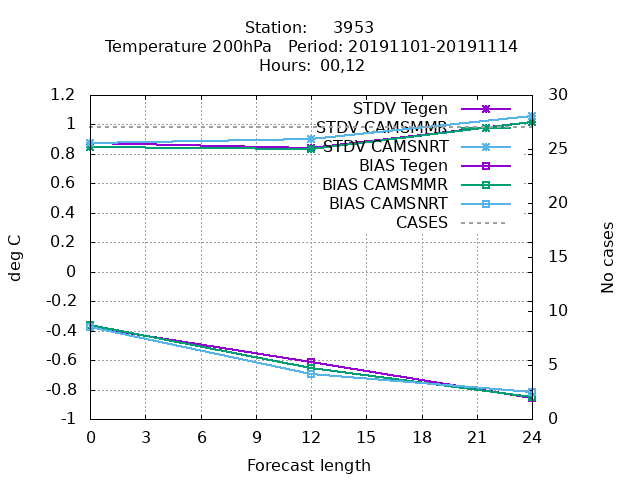 Station: 3953
Temperature 200hPa Period: 20191101-20191114
Hours: 00,12
1.2
1
0.8
0.6
0.4
0.2
0
-0.2
-0.4
-0.6
-0.8
-1
deg C
STDV Tegen
STDV CAMSMMR
STDV CAMSNRT
BIAS Tegen
BIAS CAMSMMR
BIAS CAMSNRT
CASES
30
25
20
15
10
5
0
No cases
0 3 6 9 12 15 18 21 24
Forecast length